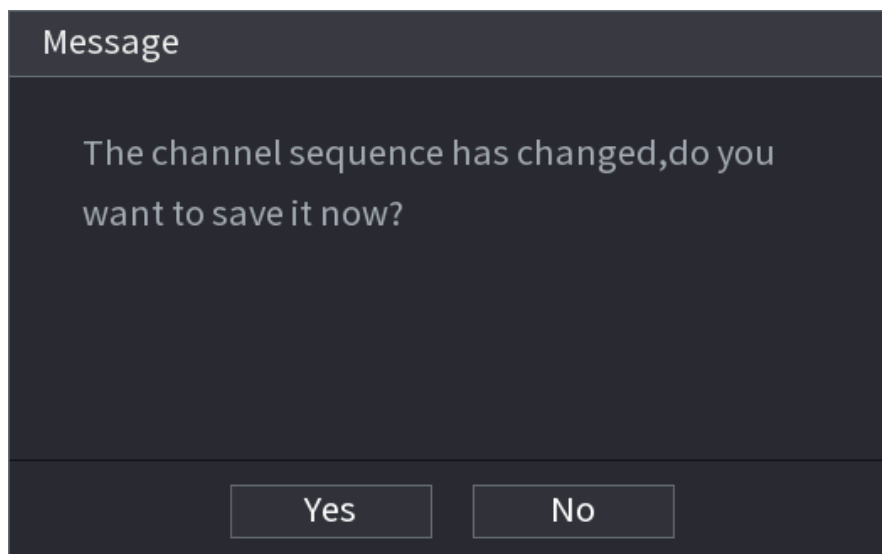 Message
The channel sequence has changed,do you
want to save it now?
Yes
No